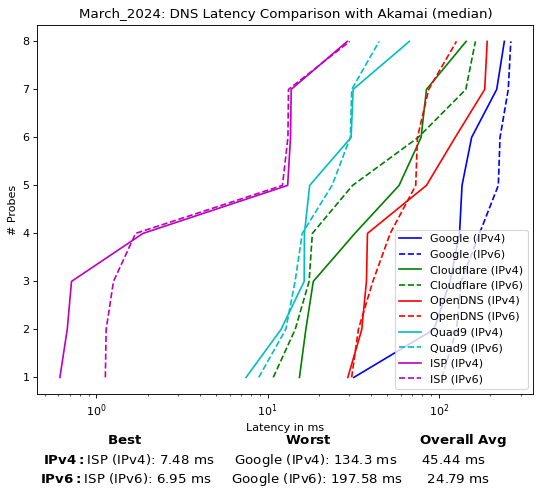 March_2024: DNS Latency Comparison with Akamai (median)
8
7
6
5
4
3
2
1
# Probes
Google (IPv4)
Google (IPv6)
Cloudflare (IPv4)
Cloudflare (IPv6)
OpenDNS (IPv4)
OpenDNS (IPv6)
Quad9 (IPv4)
Quad9 (IPv6)
ISP (IPv4)
ISP (IPv6)
10⁰ 10¹ 10²
Latency in ms
Best Worst Overall Avg
IPv4: ISP (IPv4): 7.48 ms Google (IPv4): 134.3 ms 45.44 ms
IPv6: ISP (IPv6): 6.95 ms Google (IPv6): 197.58 ms 24.79 ms